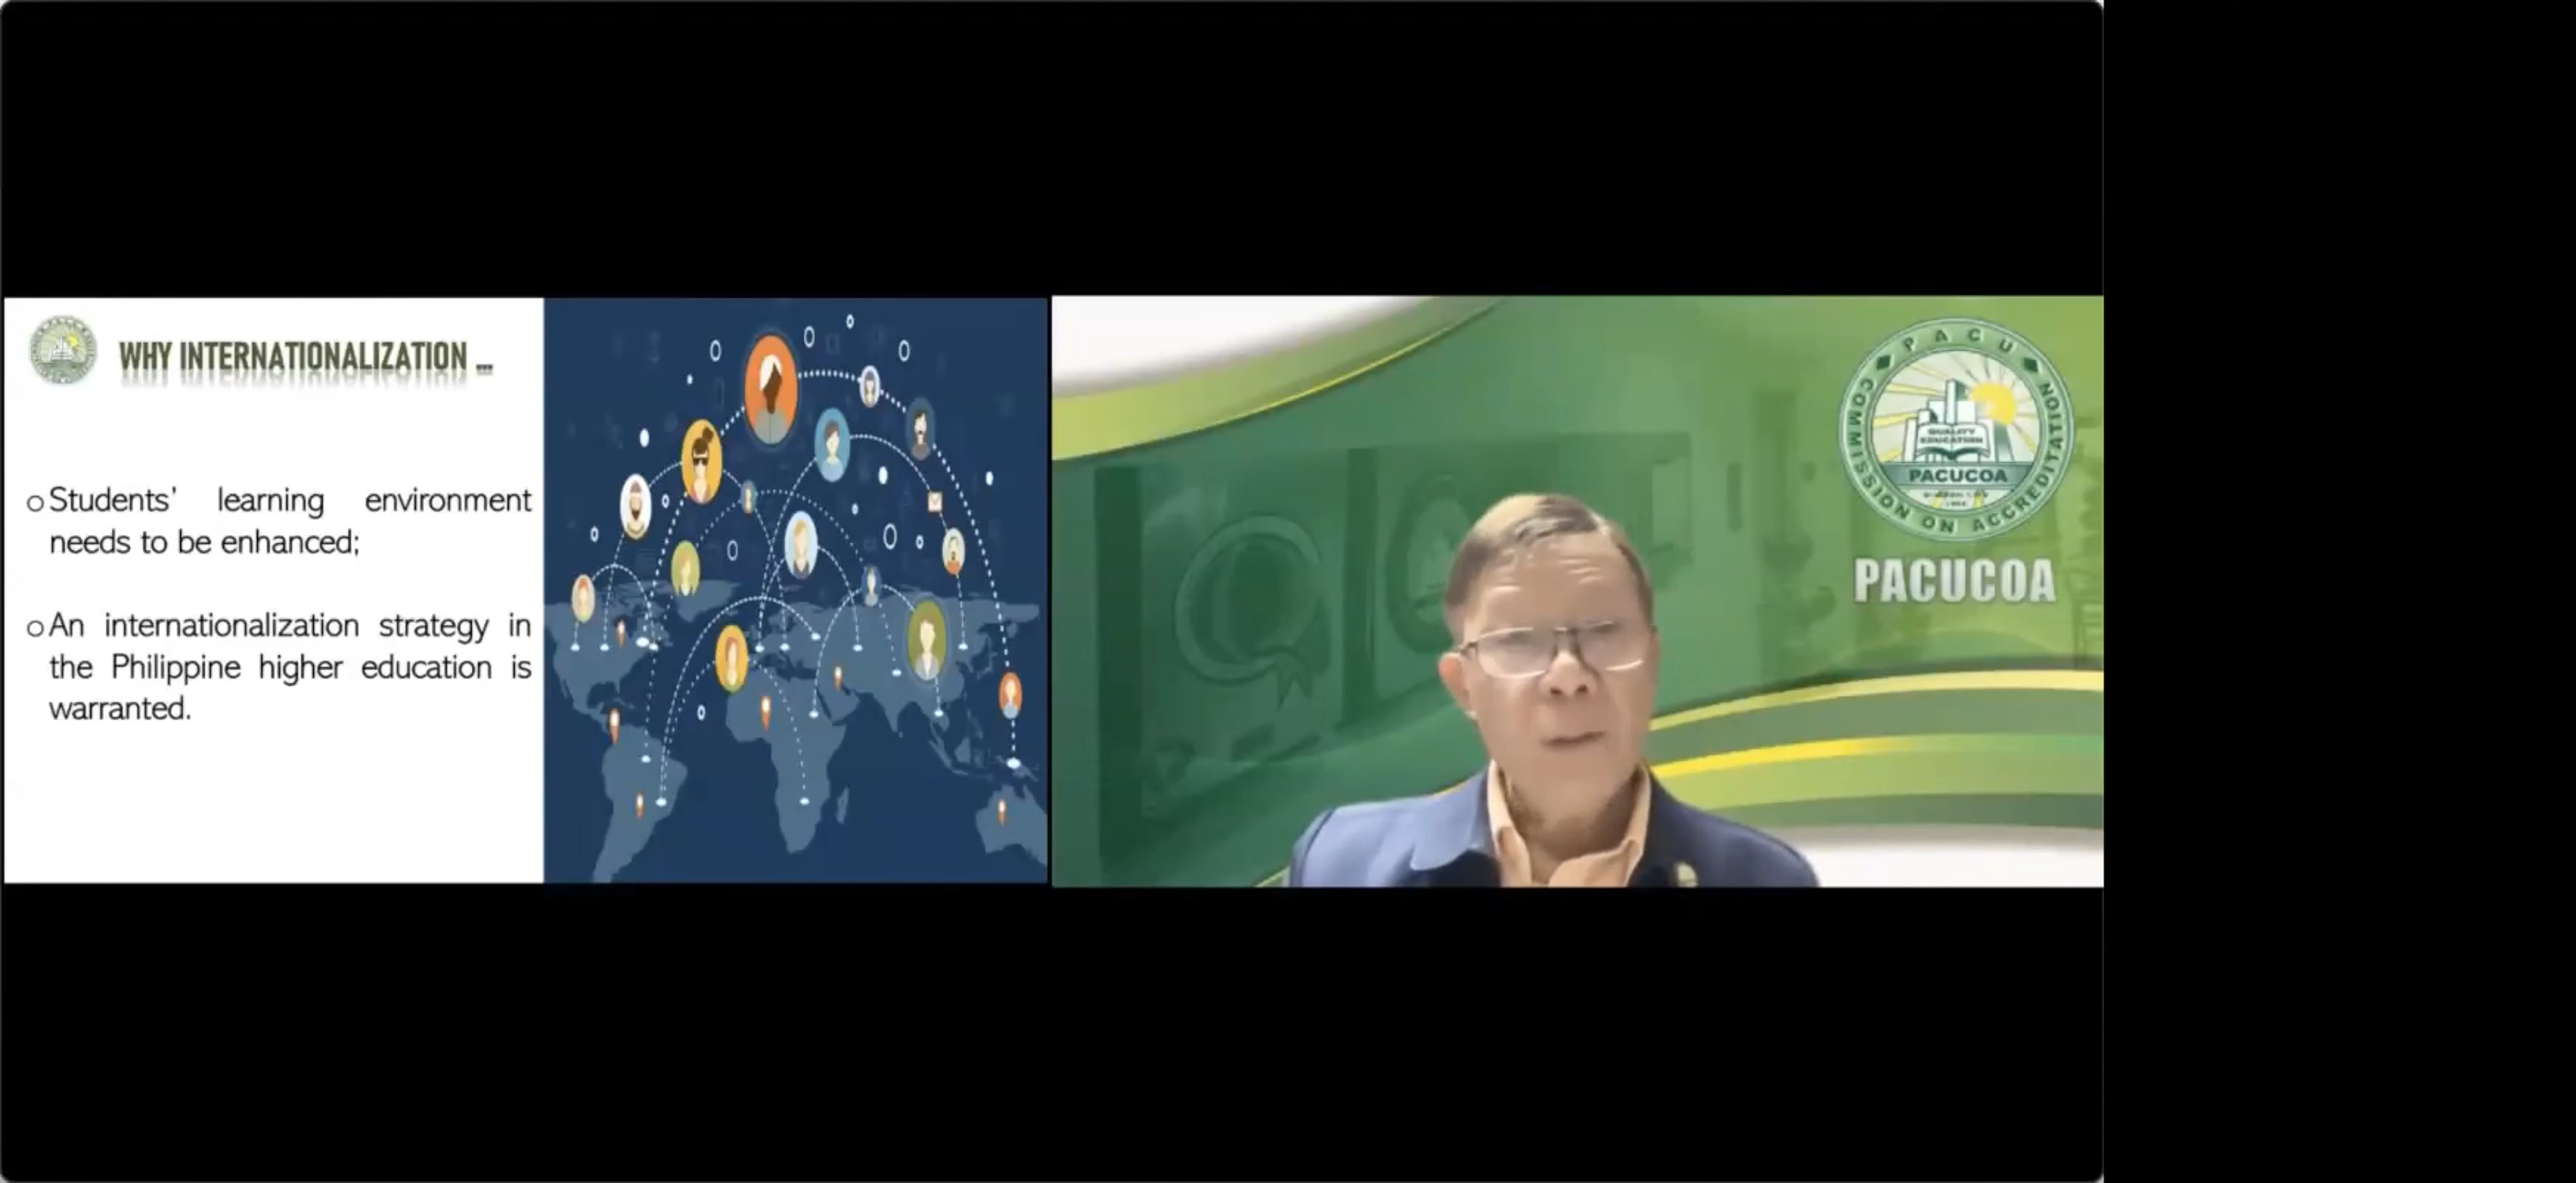 WHY INTERNATIONALIZATION ...
○Students' learning environment
needs to be enhanced;
○An internationalization strategy in
the Philippine higher education is
warranted.
PACU
COMMISSION ON ACCREDITATION
QUALITY
EDUCATION
PACUCOA
PACUCOA